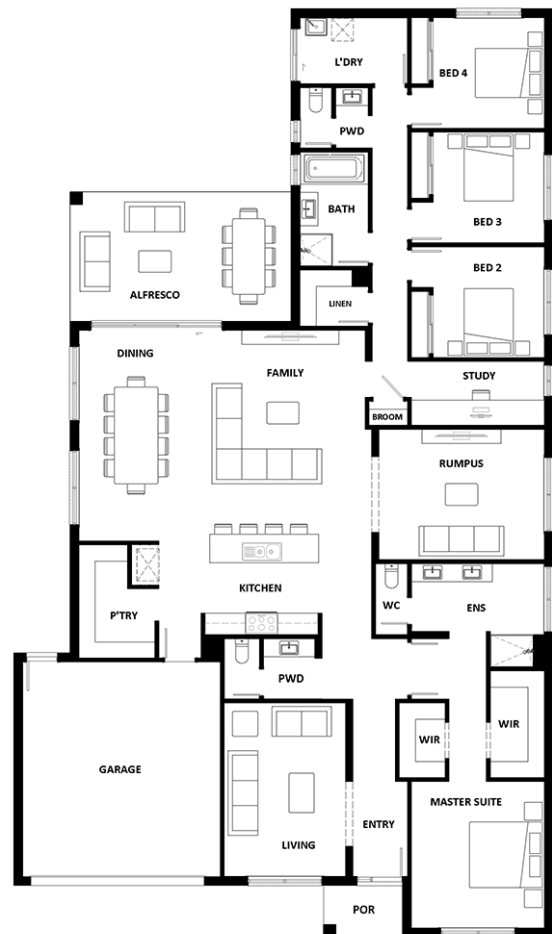 L'DRY
BED 4
PWD
BATH
BED 3
BED 2
ALFRESCO
LINEN
DINING
FAMILY
STUDY
BROOM
RUMPUS
KITCHEN
P'TRY
WC
ENS
PWD
WIR
WIR
GARAGE
MASTER SUITE
ENTRY
LIVING
POR